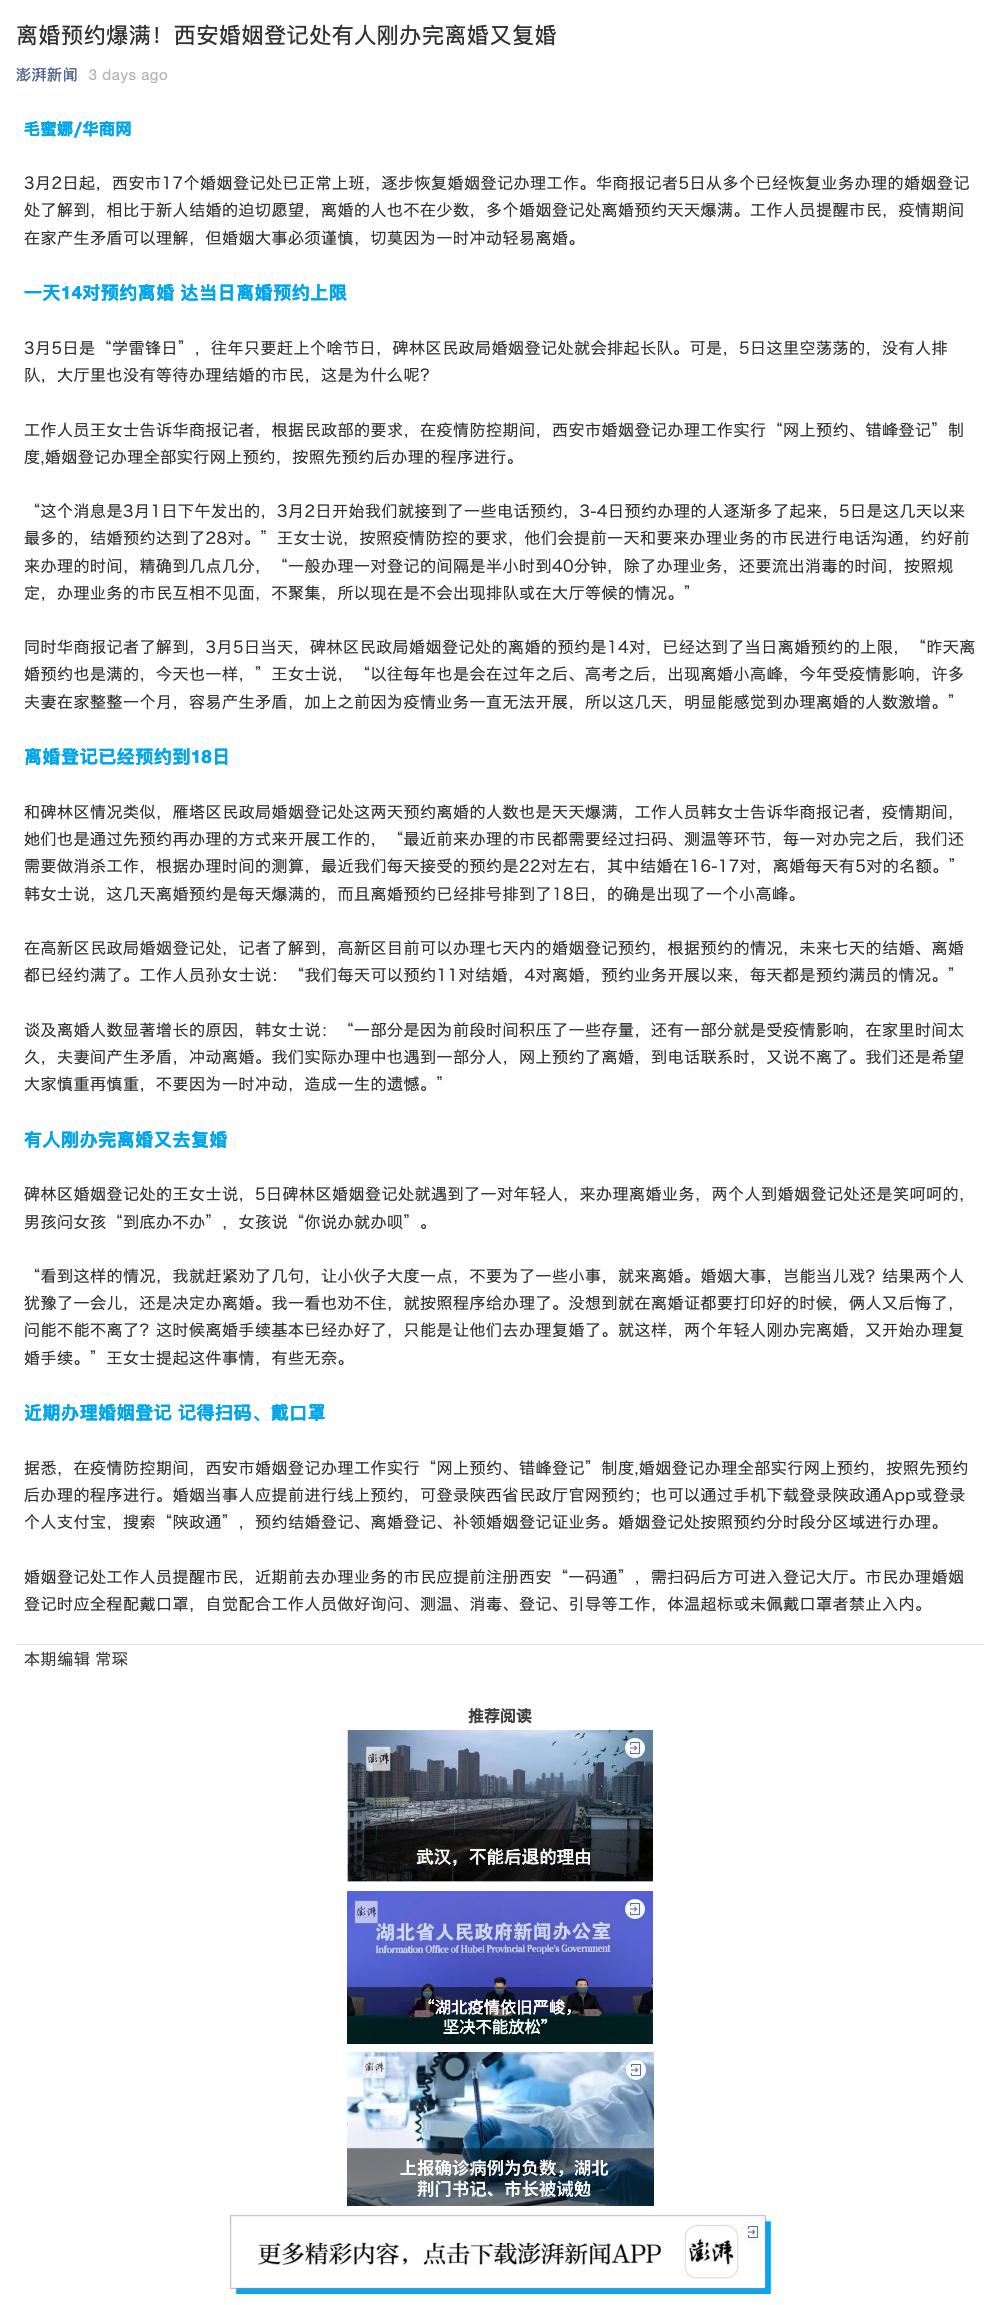 离婚预约爆满！西安婚姻登记处有人刚办完离婚又复婚
澎湃新闻 3 days ago
毛蜜娜/华商网
3月2日起，西安市17个婚姻登记处已正常上班，逐步恢复婚姻登记办理工作。华商报记者5日从多个已经恢复业务办理的婚姻登记
处了解到，相比于新人结婚的迫切愿望，离婚的人也不在少数，多个婚姻登记处离婚预约天天爆满。工作人员提醒市民，疫情期间
在家产生矛盾可以理解，但婚姻大事必须谨慎，切莫因为一时冲动轻易离婚。
一天14对预约离婚 达当日离婚预约上限
3月5日是“学雷锋日”，往年只要赶上个啥节日，碑林区民政局婚姻登记处就会排起长队。可是，5日这里空荡荡的，没有人排
队，大厅里也没有等待办理结婚的市民，这是为什么呢？
工作人员王女士告诉华商报记者，根据民政部的要求，在疫情防控期间，西安市婚姻登记办理工作实行“网上预约、错峰登记”制
度,婚姻登记办理全部实行网上预约，按照先预约后办理的程序进行。
“这个消息是3月1日下午发出的，3月2日开始我们就接到了一些电话预约，3-4日预约办理的人逐渐多了起来，5日是这几天以来
最多的，结婚预约达到了28对。”王女士说，按照疫情防控的要求，他们会提前一天和要来办理业务的市民进行电话沟通，约好前
来办理的时间，精确到几点几分，“一般办理一对登记的间隔是半小时到40分钟，除了办理业务，还要流出消毒的时间，按照规
定，办理业务的市民互相不见面，不聚集，所以现在是不会出现排队或在大厅等候的情况。”
同时华商报记者了解到，3月5日当天，碑林区民政局婚姻登记处的离婚的预约是14对，已经达到了当日离婚预约的上限，“昨天离
婚预约也是满的，今天也一样，”王女士说，“以往每年也是会在过年之后、高考之后，出现离婚小高峰，今年受疫情影响，许多
夫妻在家整整一个月，容易产生矛盾，加上之前因为疫情业务一直无法开展，所以这几天，明显能感觉到办理离婚的人数激增。”
离婚登记已经预约到18日
和碑林区情况类似，雁塔区民政局婚姻登记处这两天预约离婚的人数也是天天爆满，工作人员韩女士告诉华商报记者，疫情期间，
她们也是通过先预约再办理的方式来开展工作的，“最近前来办理的市民都需要经过扫码、测温等环节，每一对办完之后，我们还
需要做消杀工作，根据办理时间的测算，最近我们每天接受的预约是22对左右，其中结婚在16-17对，离婚每天有5对的名额。”
韩女士说，这几天离婚预约是每天爆满的，而且离婚预约已经排号排到了18日，的确是出现了一个小高峰。
在高新区民政局婚姻登记处，记者了解到，高新区目前可以办理七天内的婚姻登记预约，根据预约的情况，未来七天的结婚、离婚
都已经约满了。工作人员孙女士说：“我们每天可以预约11对结婚，4对离婚，预约业务开展以来，每天都是预约满员的情况。”
谈及离婚人数显著增长的原因，韩女士说：“一部分是因为前段时间积压了一些存量，还有一部分就是受疫情影响，在家里时间太
久，夫妻间产生矛盾，冲动离婚。我们实际办理中也遇到一部分人，网上预约了离婚，到电话联系时，又说不离了。我们还是希望
大家慎重再慎重，不要因为一时冲动，造成一生的遗憾。”
有人刚办完离婚又去复婚
碑林区婚姻登记处的王女士说，5日碑林区婚姻登记处就遇到了一对年轻人，来办理离婚业务，两个人到婚姻登记处还是笑呵呵的，
男孩问女孩“到底办不办”，女孩说“你说办就办呗”。
“看到这样的情况，我就赶紧劝了几句，让小伙子大度一点，不要为了一些小事，就来离婚。婚姻大事，岂能当儿戏？结果两个人
犹豫了一会儿，还是决定办离婚。我一看也劝不住，就按照程序给办理了。没想到就在离婚证都要打印好的时候，俩人又后悔了，
问能不能不离了？这时候离婚手续基本已经办好了，只能是让他们去办理复婚了。就这样，两个年轻人刚办完离婚，又开始办理复
婚手续。”王女士提起这件事情，有些无奈。
近期办理婚姻登记 记得扫码、戴口罩
据悉，在疫情防控期间，西安市婚姻登记办理工作实行“网上预约、错峰登记”制度,婚姻登记办理全部实行网上预约，按照先预约
后办理的程序进行。婚姻当事人应提前进行线上预约，可登录陕西省民政厅官网预约；也可以通过手机下载登录陕政通App或登录
个人支付宝，搜索“陕政通”，预约结婚登记、离婚登记、补领婚姻登记证业务。婚姻登记处按照预约分时段分区域进行办理。
婚姻登记处工作人员提醒市民，近期前去办理业务的市民应提前注册西安“一码通”，需扫码后方可进入登记大厅。市民办理婚姻
登记时应全程配戴口罩，自觉配合工作人员做好询问、测温、消毒、登记、引导等工作，体温超标或未佩戴口罩者禁止入内。
本期编辑 常琛
推荐阅读
澎湃
武汉，不能后退的理由
澎湃
湖北省人民政府新闻办公室
Information Office of Hubei Provincial People's Government
“湖北疫情依旧严峻，
坚决不能放松”
澎湃
上报确诊病例为负数，湖北
荆门书记、市长被诫勉
更多精彩内容，点击下载澎湃新闻APP
澎湃